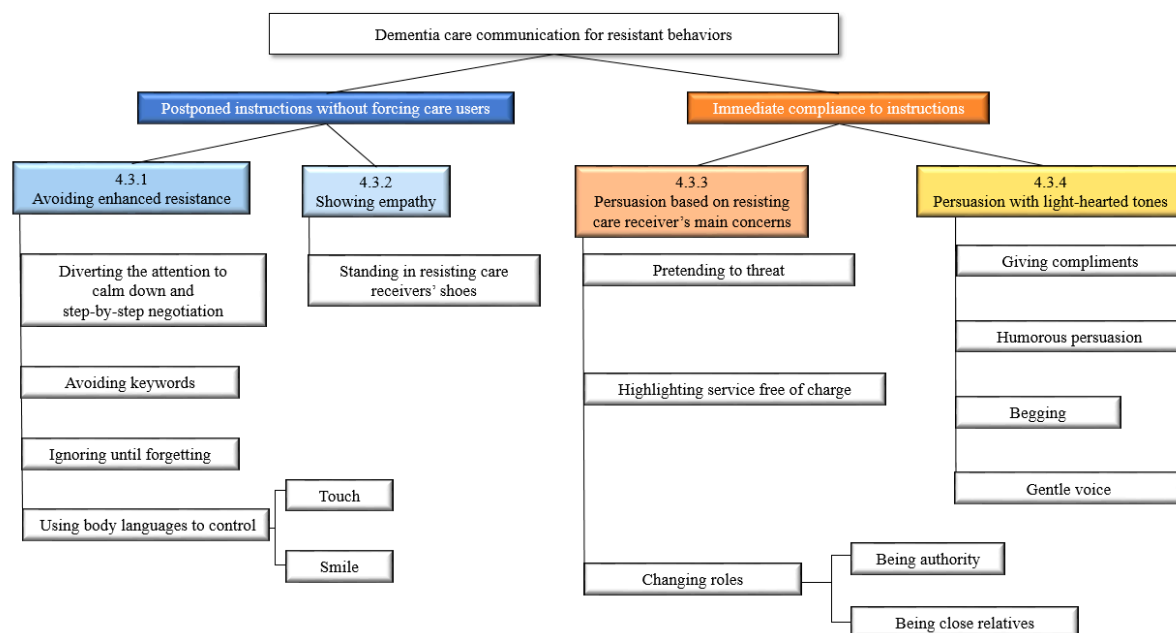 Dementia care communication for resistant behaviors
Postponed instructions without forcing care users
Immediate compliance to instructions
4.3.1
Avoiding enhanced resistance
4.3.2
Showing empathy
4.3.3
Persuasion based on resisting
care receiver's main concerns
4.3.4
Persuasion with light-hearted tones
Diverting the attention to
calm down and
step-by-step negotiation
Avoiding keywords
Ignoring until forgetting
Using body languages to control
Touch
Smile
Standing in resisting care
receivers' shoes
Pretending to threat
Highlighting service free of charge
Changing roles
Being authority
Being close relatives
Giving compliments
Humorous persuasion
Begging
Gentle voice